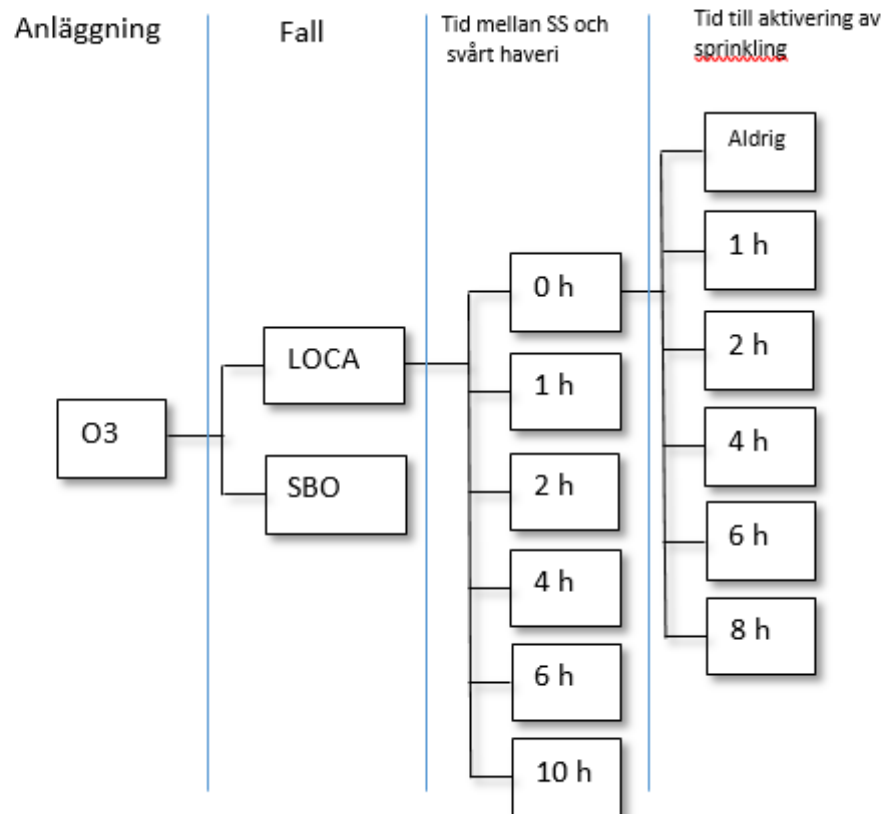 Anläggning
Fall
Tid mellan SS och
svårt haveri
Tid till aktivering av
sprinkling
O3
LOCA
SBO
0 h
1 h
2 h
4 h
6 h
10 h
Aldrig
1 h
2 h
4 h
6 h
8 h